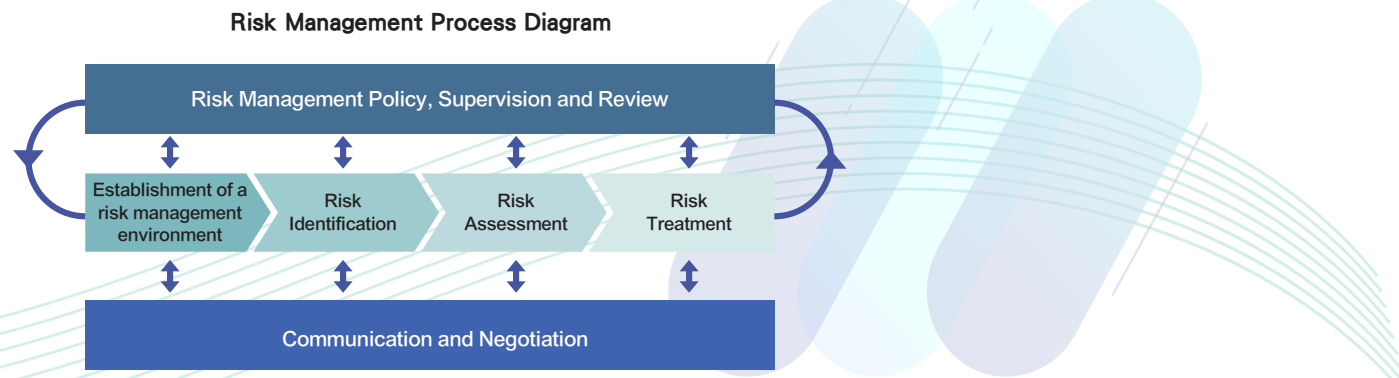 Risk Management Process Diagram
Risk Management Policy, Supervision and Review
Establishment of a
risk management
environment
Risk
Identification
Risk
Assessment
Risk
Treatment
Communication and Negotiation